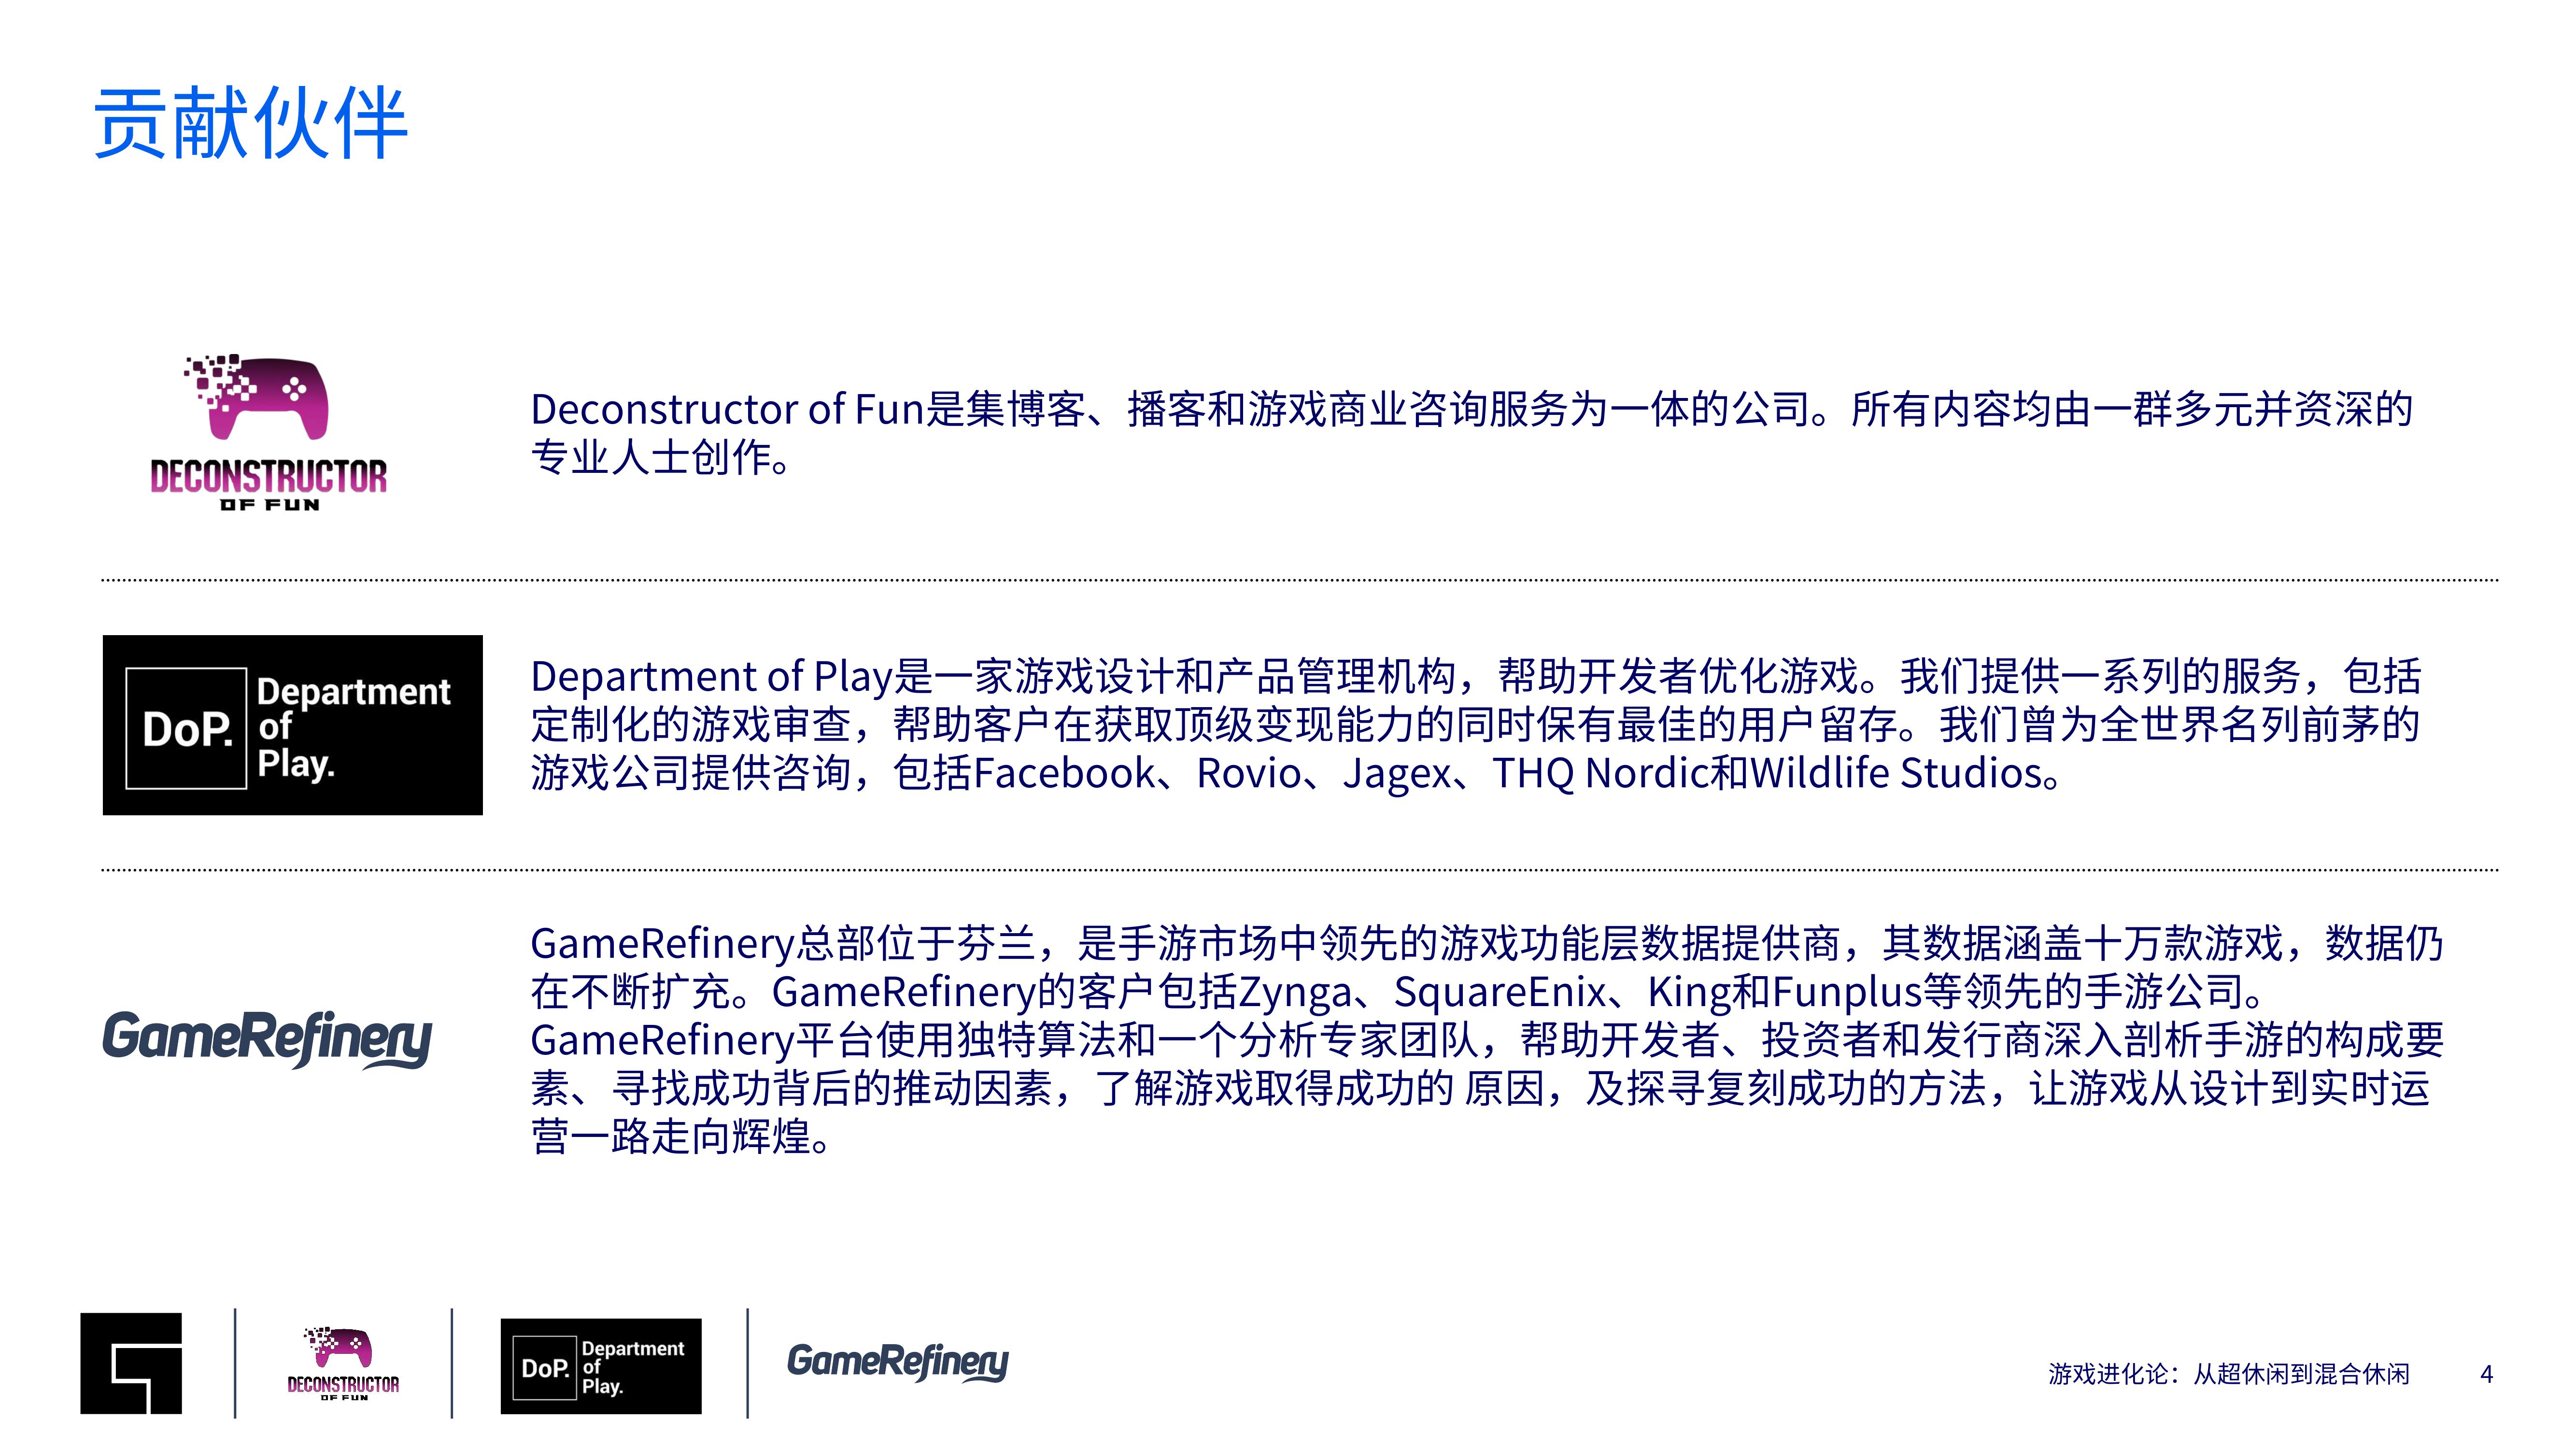 贡献伙伴
DECONSTRUCTOR
OF FUN
Deconstructor of Fun是集博客、播客和游戏商业咨询服务为一体的公司。所有内容均由一群多元并资深的
专业人士创作。
DoP.
Department
of
Play.
Department of Play是一家游戏设计和产品管理机构，帮助开发者优化游戏。我们提供一系列的服务，包括
定制化的游戏审查，帮助客户在获取顶级变现能力的同时保有最佳的用户留存。我们曾为全世界名列前茅的
游戏公司提供咨询，包括Facebook、Rovio、Jagex、THQ Nordic和Wildlife Studios。
GameRefinery
GameRefinery总部位于芬兰，是手游市场中领先的游戏功能层数据提供商，其数据涵盖十万款游戏，数据仍
在不断扩充。GameRefinery的客户包括Zynga、SquareEnix、King和Funplus等领先的手游公司。
GameRefinery平台使用独特算法和一个分析专家团队，帮助开发者、投资者和发行商深入剖析手游的构成要
素、寻找成功背后的推动因素，了解游戏取得成功的 原因，及探寻复刻成功的方法，让游戏从设计到实时运
营一路走向辉煌。
DECONSTRUCTOR
OF FUN
DoP.
Department
of
Play.
GameRefinery
游戏进化论：从超休闲到混合休闲
4